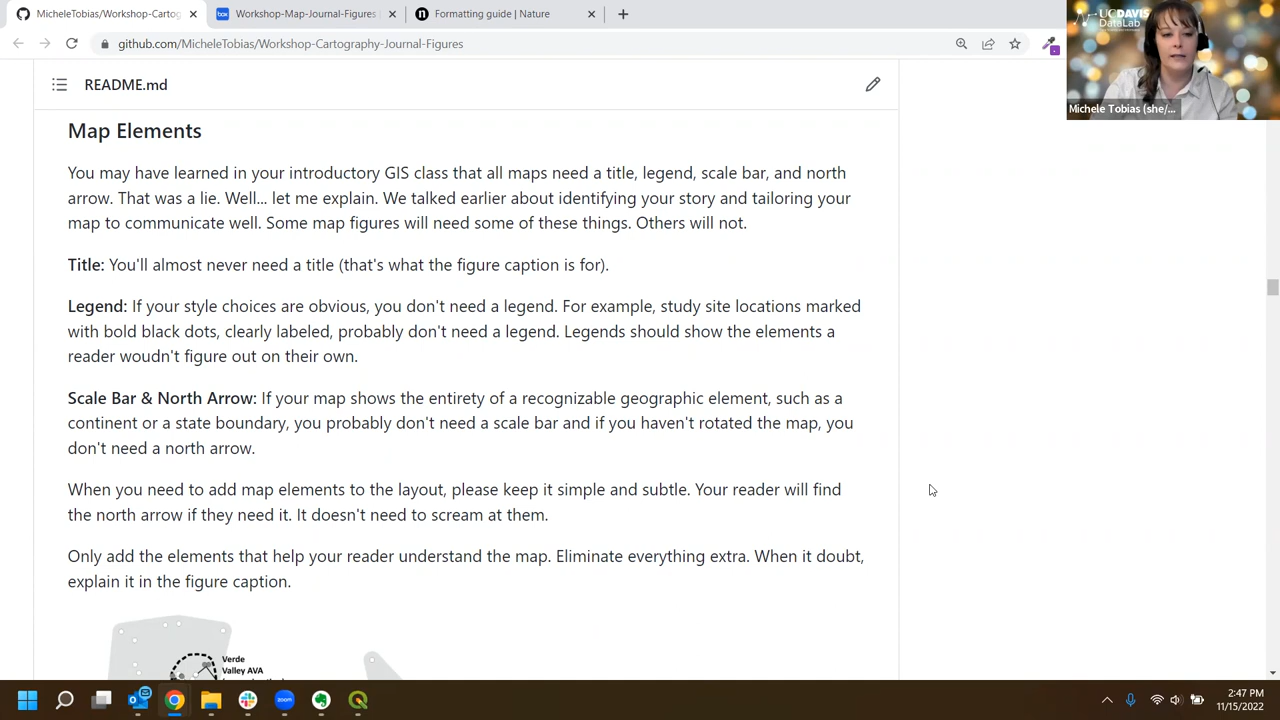 MicheleTobias/Workshop-Cartog
Workshop-Map-Journal-Figures
Formatting guide | Nature
github.com/MicheleTobias/Workshop-Cartography-Journal-Figures
UCDAVIS
DataLab
Michele Tobias (she/...
README.md
Map Elements
You may have learned in your introductory GIS class that all maps need a title, legend, scale bar, and north
arrow. That was a lie. Well... let me explain. We talked earlier about identifying your story and tailoring your
map to communicate well. Some map figures will need some of these things. Others will not.
Title: You'll almost never need a title (that's what the figure caption is for).
Legend: If your style choices are obvious, you don't need a legend. For example, study site locations marked
with bold black dots, clearly labeled, probably don't need a legend. Legends should show the elements a
reader woudn't figure out on their own.
Scale Bar & North Arrow: If your map shows the entirety of a recognizable geographic element, such as a
continent or a state boundary, you probably don't need a scale bar and if you haven't rotated the map, you
don't need a north arrow.
When you need to add map elements to the layout, please keep it simple and subtle. Your reader will find
the north arrow if they need it. It doesn't need to scream at them.
Only add the elements that help your reader understand the map. Eliminate everything extra. When it doubt,
explain it in the figure caption.
Verde
Valley AVA
2:47 PM
11/15/2022